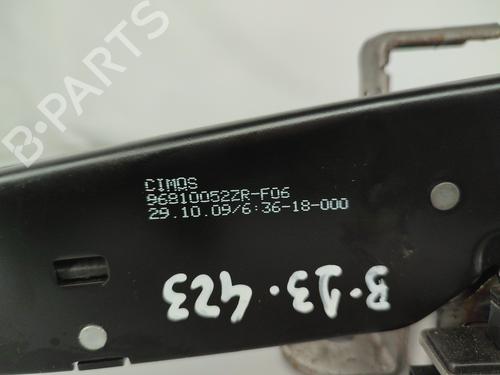 B-PARTS
CIMOS
96810052ZR-F06
29.10.09/6:36-18-000
B.13.423